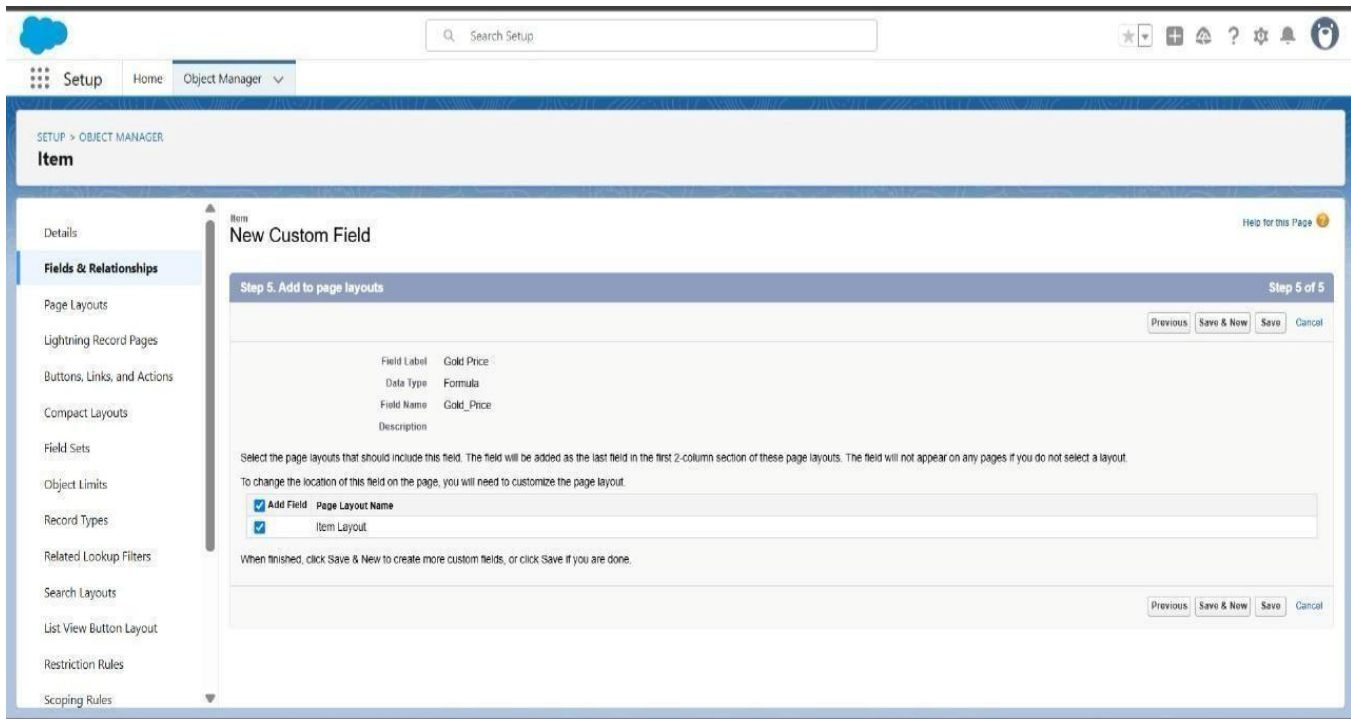 Search Setup
Setup Home Object Manager
SETUP > OBJECT MANAGER
Item
Details
Fields & Relationships
Page Layouts
Lightning Record Pages
Buttons, Links, and Actions
Compact Layouts
Field Sets
Object Limits
Record Types
Related Lookup Filters
Search Layouts
List View Button Layout
Restriction Rules
Scoping Rules
Item
New Custom Field
Help for this Page
Step 5. Add to page layouts Step 5 of 5
Previous Save & New Save Cancel
Field Label Gold Price
Data Type Formula
Field Name Gold_Price
Description
Select the page layouts that should include this field. The field will be added as the last field in the first 2-column section of these page layouts. The field will not appear on any pages if you do not select a layout.
To change the location of this field on the page, you will need to customize the page layout.
Add Field Page Layout Name
Item Layout
When finished, click Save & New to create more custom fields, or click Save if you are done.
Previous Save & New Save Cancel